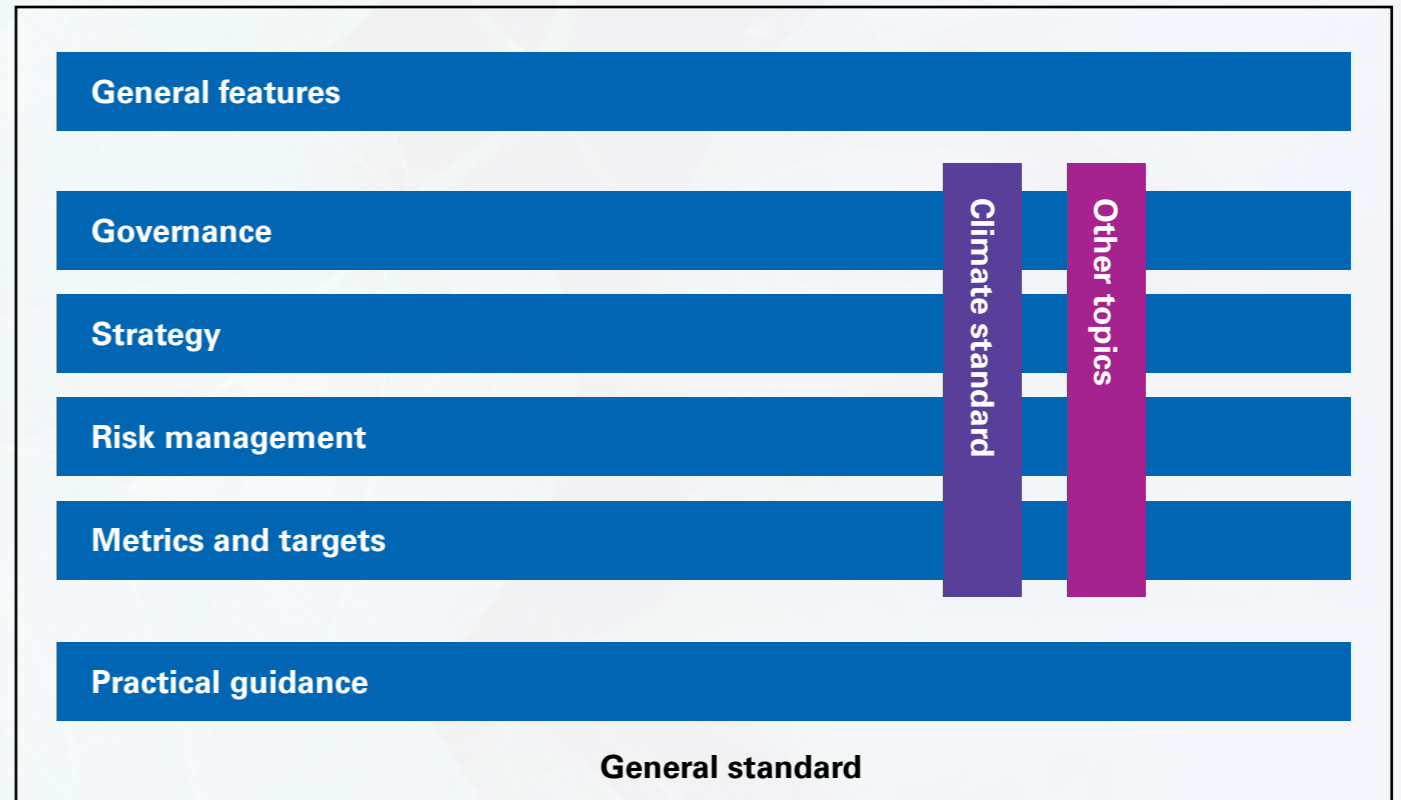 General features
Governance
Strategy
Risk management
Metrics and targets
Climate standard
Other topics
Practical guidance
General standard